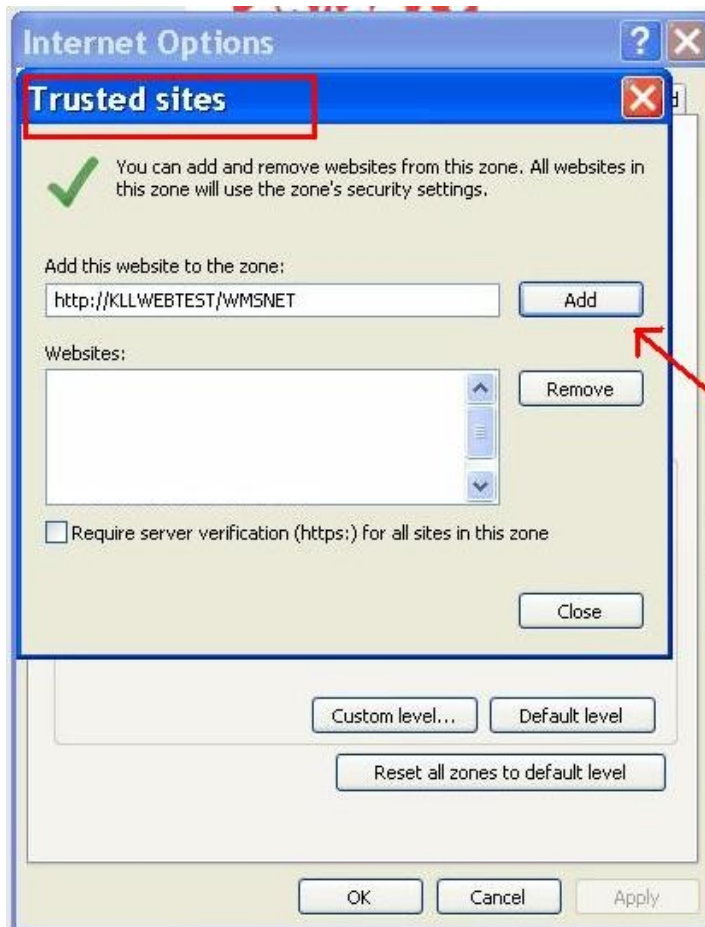 Internet Options
Trusted sites
You can add and remove websites from this zone. All websites in
this zone will use the zone's security settings.
Add this website to the zone:
http://KLLWEBTEST/WMSNET
Add
Websites:
Remove
Require server verification (https:) for all sites in this zone
Close
Custom level...
Default level
Reset all zones to default level
OK
Cancel
Apply